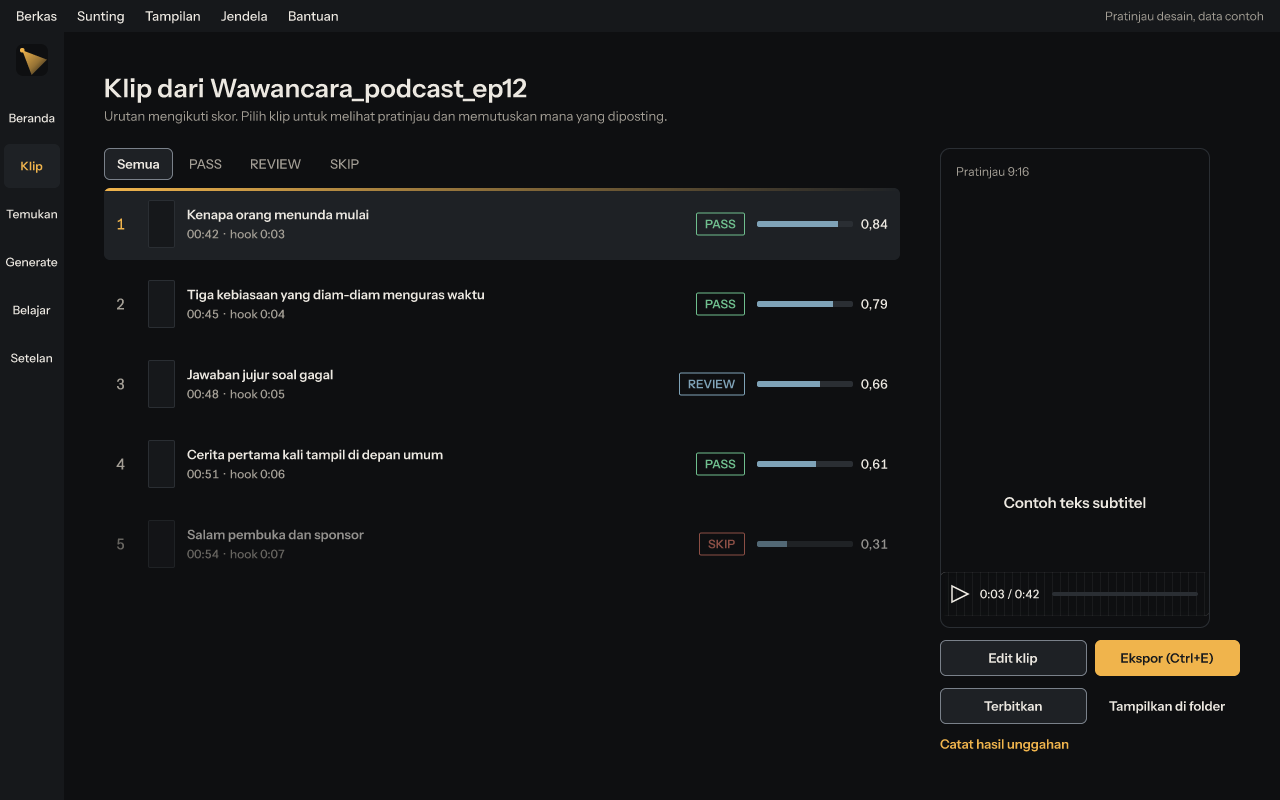 Berkas Sunting Tampilan Jendela Bantuan Pratinjau desain, data contoh
Beranda
Klip
Temukan
Generate
Belajar
Setelan
Klip dari Wawancara_podcast_ep12
Urutan mengikuti skor. Pilih klip untuk melihat pratinjau dan memutuskan mana yang diposting.
Semua PASS REVIEW SKIP
1 Kenapa orang menunda mulai PASS 0,84
00:42 · hook 0:03
2 Tiga kebiasaan yang diam-diam menguras waktu PASS 0,79
00:45 · hook 0:04
3 Jawaban jujur soal gagal REVIEW 0,66
00:48 · hook 0:05
4 Cerita pertama kali tampil di depan umum PASS 0,61
00:51 · hook 0:06
5 Salam pembuka dan sponsor SKIP 0,31
00:54 · hook 0:07
Pratinjau 9:16
Contoh teks subtitel
0:03 / 0:42
Edit klip Ekspor (Ctrl+E)
Terbitkan Tampilkan di folder
Catat hasil unggahan